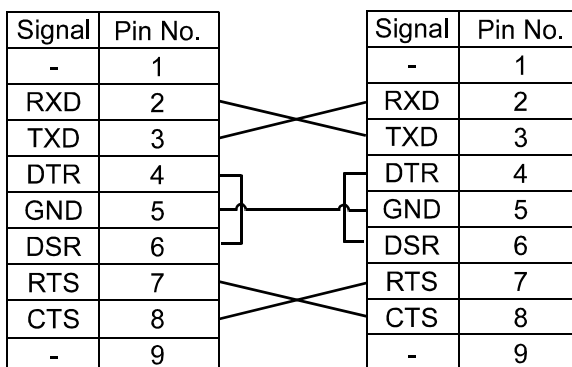 Signal Pin No. Signal Pin No.
- 1 - 1
RXD 2 RXD 2
TXD 3 TXD 3
DTR 4 DTR 4
GND 5 GND 5
DSR 6 DSR 6
RTS 7 RTS 7
CTS 8 CTS 8
- 9 - 9